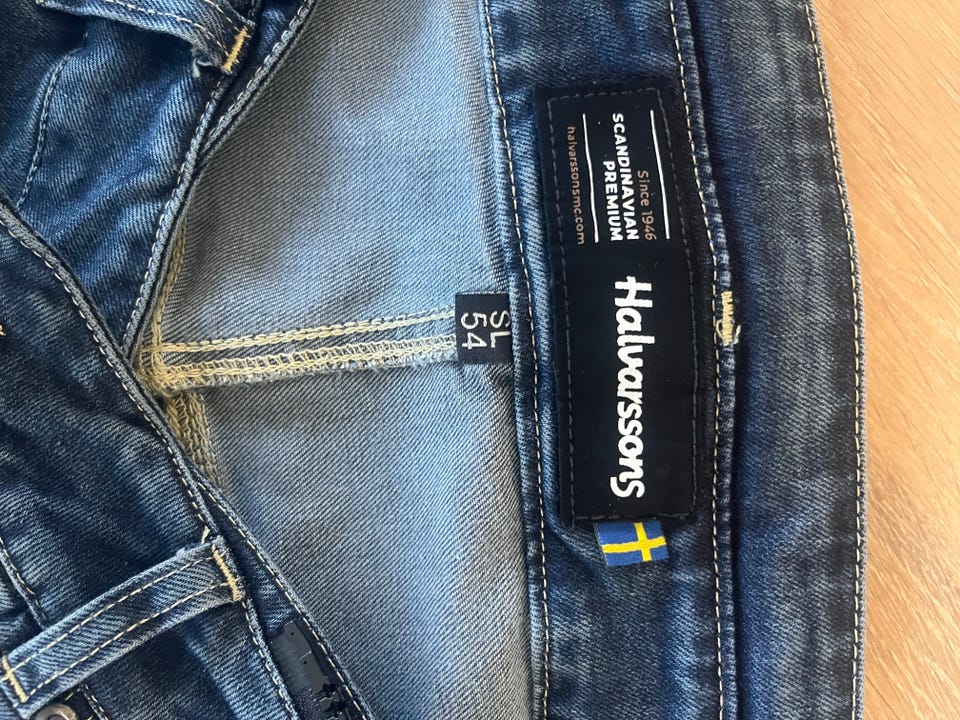 Since 1946
SCANDINAVIAN
PREMIUM
halvarssonsmc.com
Halvarssons
SL
54